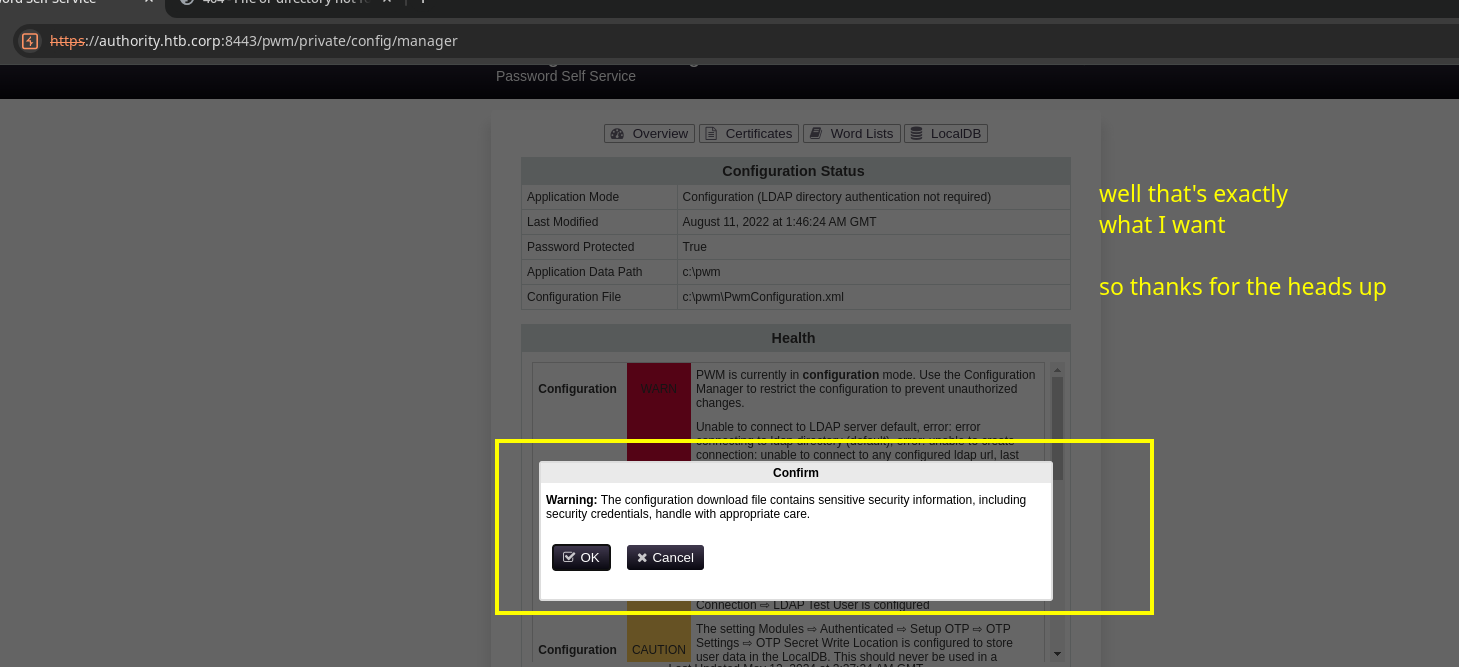 404 - File or directory not
https://authority.htb.corp:8443/pwm/private/config/manager
Password Self Service
Overview Certificates Word Lists LocalDB
Configuration Status
Application Mode Configuration (LDAP directory authentication not required)
Last Modified August 11, 2022 at 1:46:24 AM GMT
Password Protected True
Application Data Path c:\pwm
Configuration File c:\pwm\PwmConfiguration.xml
well that's exactly
what I want
so thanks for the heads up
Health
Configuration WARN PWM is currently in configuration mode. Use the Configuration
Manager to restrict the configuration to prevent unauthorized
changes.
Unable to connect to LDAP server default, error: error
connecting to ldap directory (default), error: unable to create
connection: unable to connect to any configured ldap url, last
Confirm
Warning: The configuration download file contains sensitive security information, including
security credentials, handle with appropriate care.
OK Cancel
Connection ⇨ LDAP Test User is configured
Configuration CAUTION The setting Modules ⇨ Authenticated ⇨ Setup OTP ⇨ OTP
Settings ⇨ OTP Secret Write Location is configured to store
user data in the LocalDB. This should never be used in a